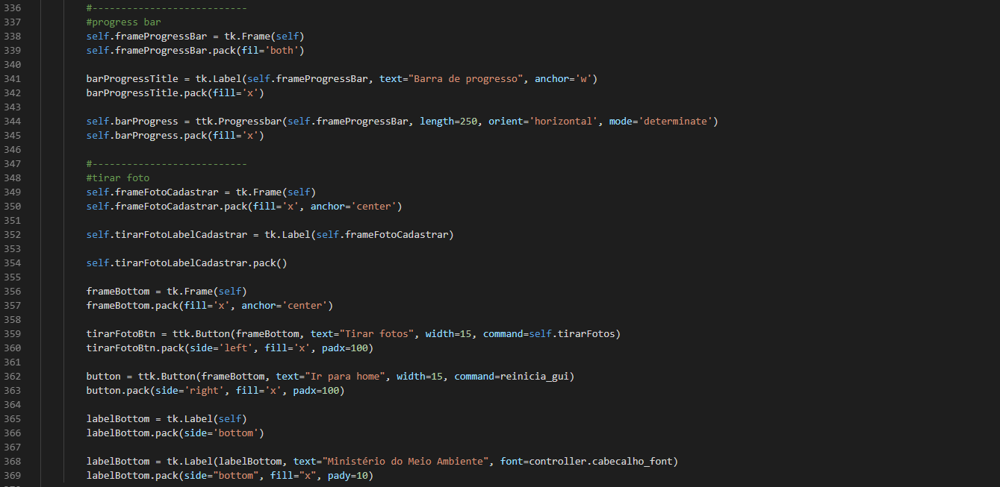 336 #---------------------------
337 #progress bar
338 self.frameProgressBar = tk.Frame(self)
339 self.frameProgressBar.pack(fil='both')
340
341 barProgressTitle = tk.Label(self.frameProgressBar, text="Barra de progresso", anchor='w')
342 barProgressTitle.pack(fill='x')
343
344 self.barProgress = ttk.Progressbar(self.frameProgressBar, length=250, orient='horizontal', mode='determinate')
345 self.barProgress.pack(fill='x')
346
347 #---------------------------
348 #tirar foto
349 self.frameFotoCadastrar = tk.Frame(self)
350 self.frameFotoCadastrar.pack(fill='x', anchor='center')
351
352 self.tirarFotoLabelCadastrar = tk.Label(self.frameFotoCadastrar)
353
354 self.tirarFotoLabelCadastrar.pack()
355
356 frameBottom = tk.Frame(self)
357 frameBottom.pack(fill='x', anchor='center')
358
359 tirarFotoBtn = ttk.Button(frameBottom, text="Tirar fotos", width=15, command=self.tirarFotos)
360 tirarFotoBtn.pack(side='left', fill='x', padx=100)
361
362 button = ttk.Button(frameBottom, text="Ir para home", width=15, command=reinicia_gui)
363 button.pack(side='right', fill='x', padx=100)
364
365 labelBottom = tk.Label(self)
366 labelBottom.pack(side='bottom')
367
368 labelBottom = tk.Label(labelBottom, text="Ministério do Meio Ambiente", font=controller.cabecalho_font)
369 labelBottom.pack(side="bottom", fill="x", pady=10)